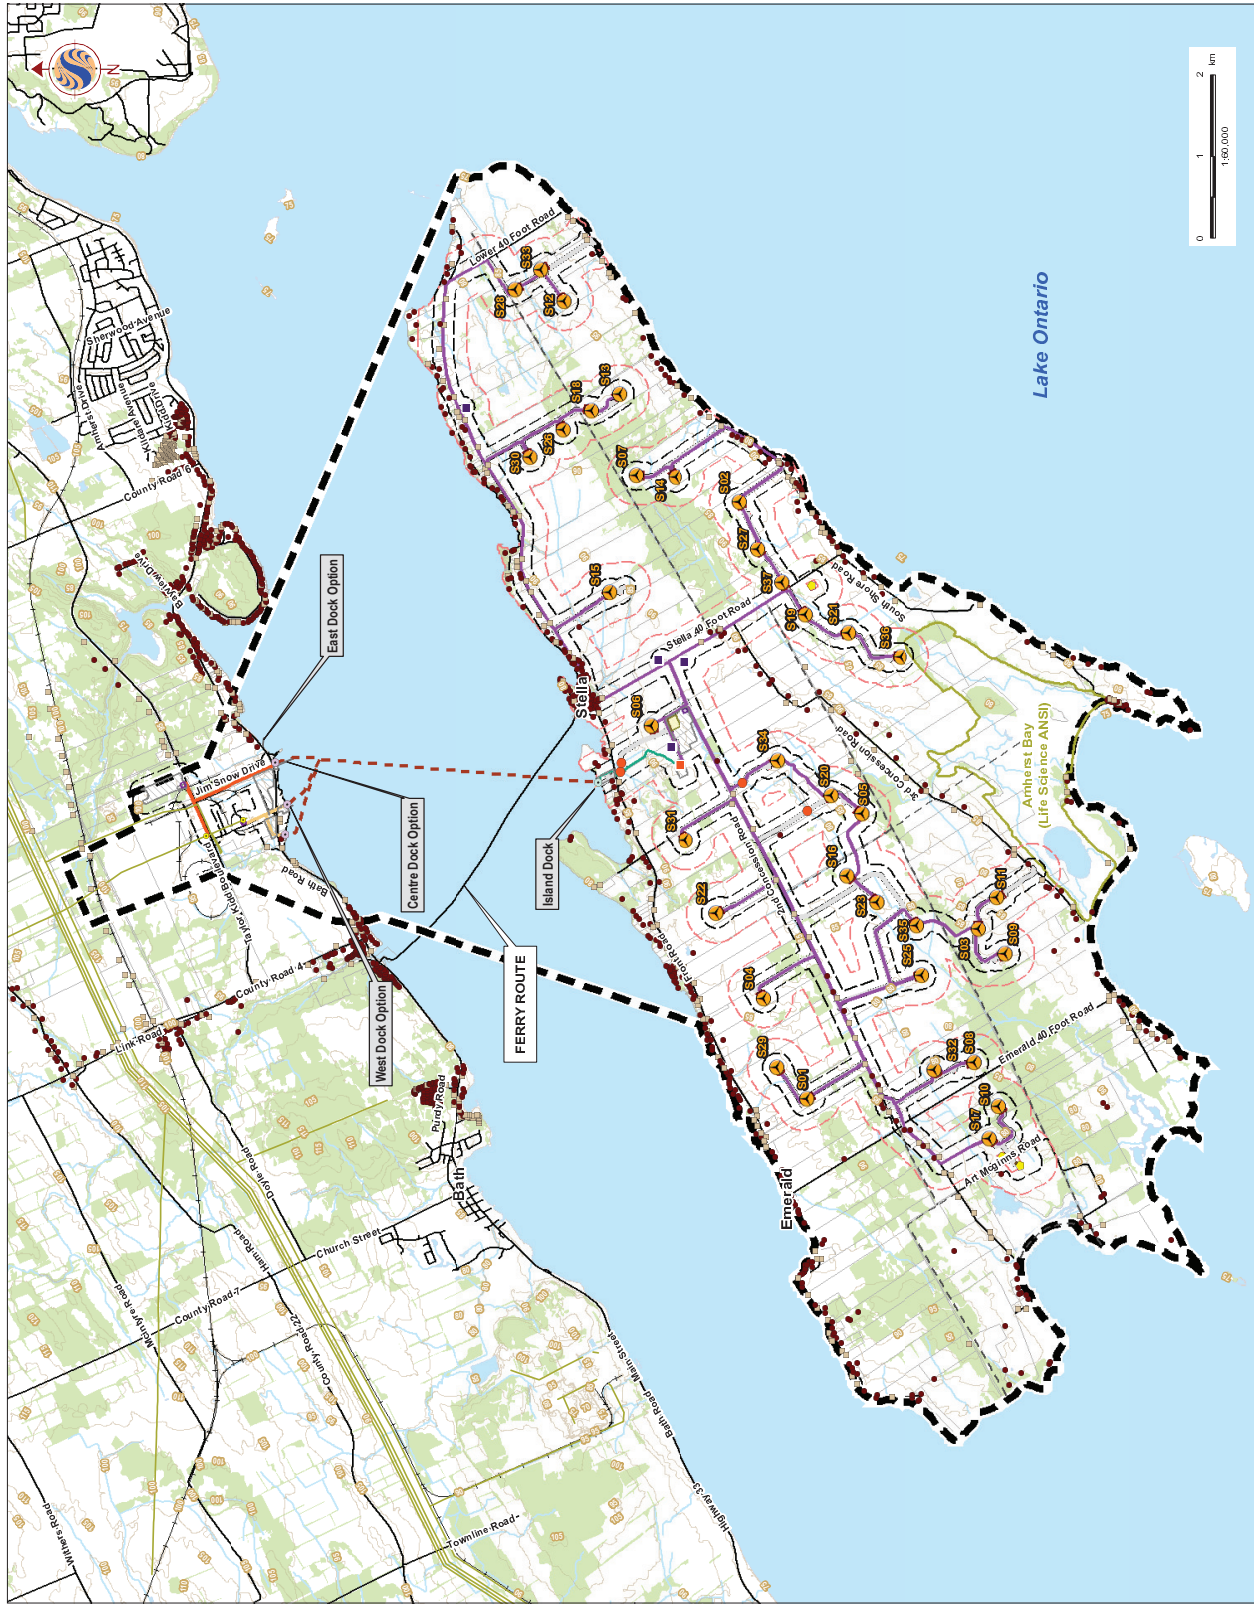 N
Lower 40 Foot Road
S33
S28
S12
Sherwood Avenue
Amherst Drive
Kildare Avenue
Kidd Drive
County Road 6
Bayview Drive
S18
S13
S26
S30
S07
S14
S02
S27
S15
S37
S19
S21
S36
South Shore Road
Stella 40 Foot Road
Stella
S06
East Dock Option
Jim Snow Drive
Centre Dock Option
Island Dock
Taylor Kidd Boulevard
Bath Road
West Dock Option
FERRY ROUTE
County Road 4
Link Road
S34
S20
S05
S31
S16
S22
S23
S35
S25
S03
S11
S09
S04
2nd Concession Road
3rd Concession Road
Front Road
Amherst Bay
(Life Science ANSI)
S29
S01
S32
S08
Emerald 40 Foot Road
S17
S10
Art Mcginns Road
Emerald
Purdy Road
Bath
Church Street
Doyle Road
Ham Road
McIntyre Road
County Road 7
County Road 22
Withers Road
Townline Road
Main Street
Bath Road
Highway 33
Lake Ontario
0 1 2
km
1:60,000